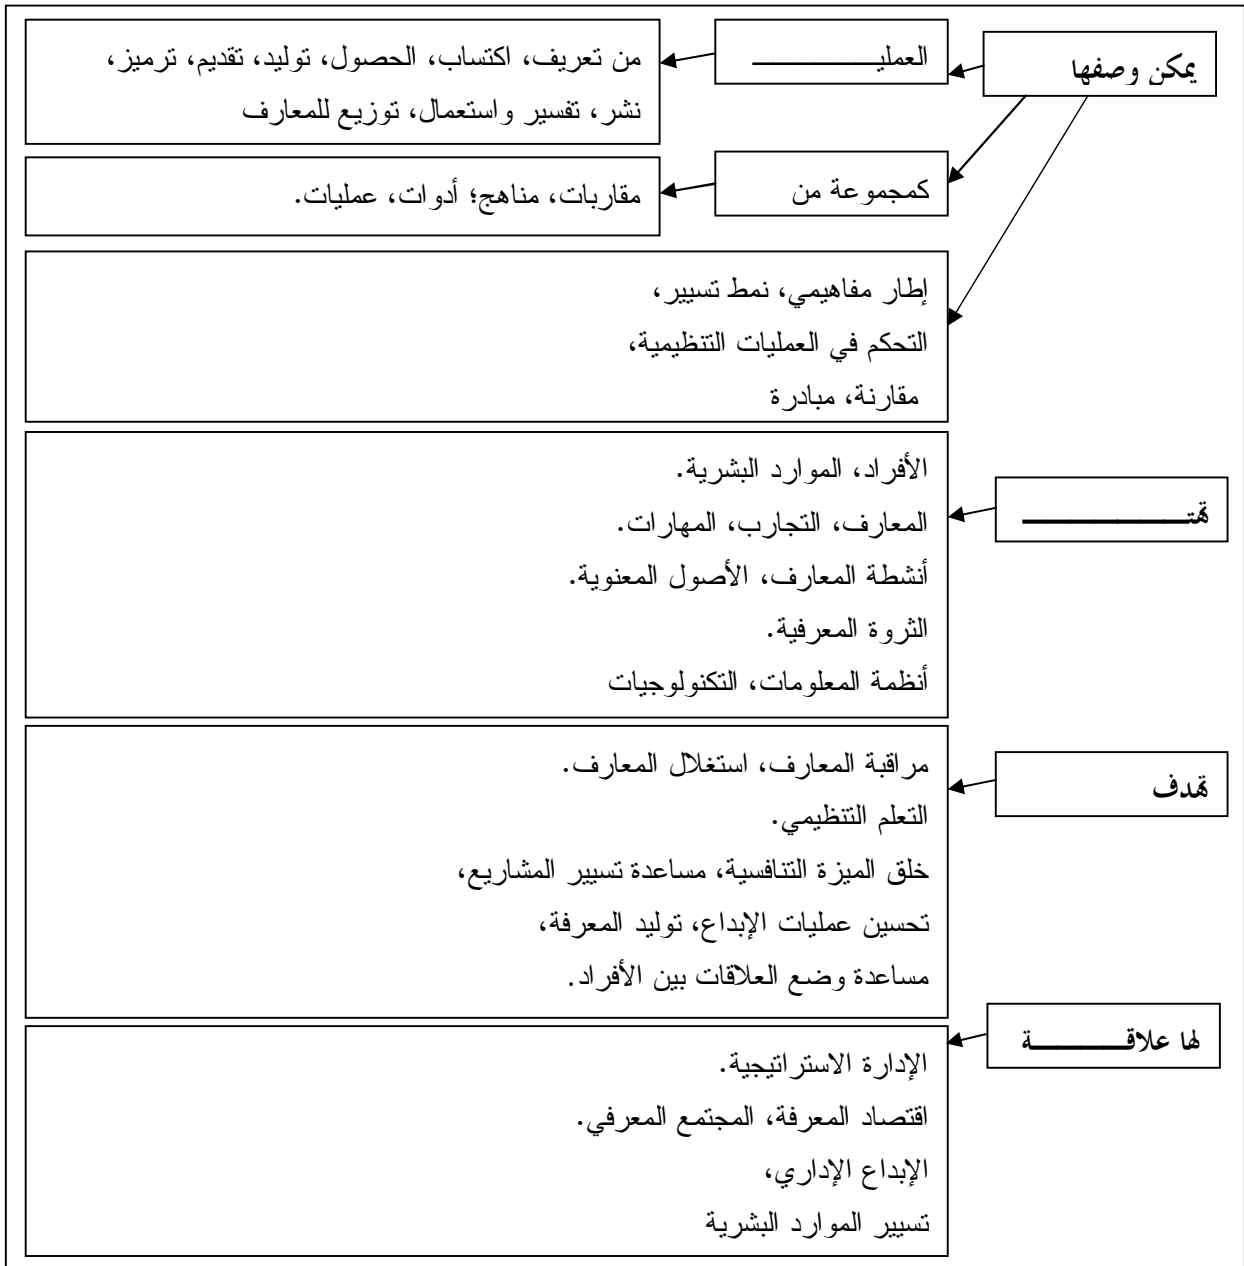 يمكن وصفها
العمليـــــــــــــــ
من تعريف، اكتساب، الحصول، توليد، تقديم، ترميز،
نشر، تفسير واستعمال، توزيع للمعارف
كمجموعة من
مقاربات، مناهج؛ أدوات، عمليات.
إطار مفاهيمي، نمط تسيير،
التحكم في العمليات التنظيمية،
مقارنة، مبادرة
تهتـــــــــــــــــــ
الأفراد، الموارد البشرية.
المعارف، التجارب، المهارات.
أنشطة المعارف، الأصول المعنوية.
الثروة المعرفية.
أنظمة المعلومات، التكنولوجيات
تهدف
مراقبة المعارف، استغلال المعارف.
التعلم التنظيمي.
خلق الميزة التنافسية، مساعدة تسيير المشاريع،
تحسين عمليات الإبداع، توليد المعرفة،
مساعدة وضع العلاقات بين الأفراد.
لها علاقـــــــــة
الإدارة الاستراتيجية.
اقتصاد المعرفة، المجتمع المعرفي.
الإبداع الإداري،
تسيير الموارد البشرية